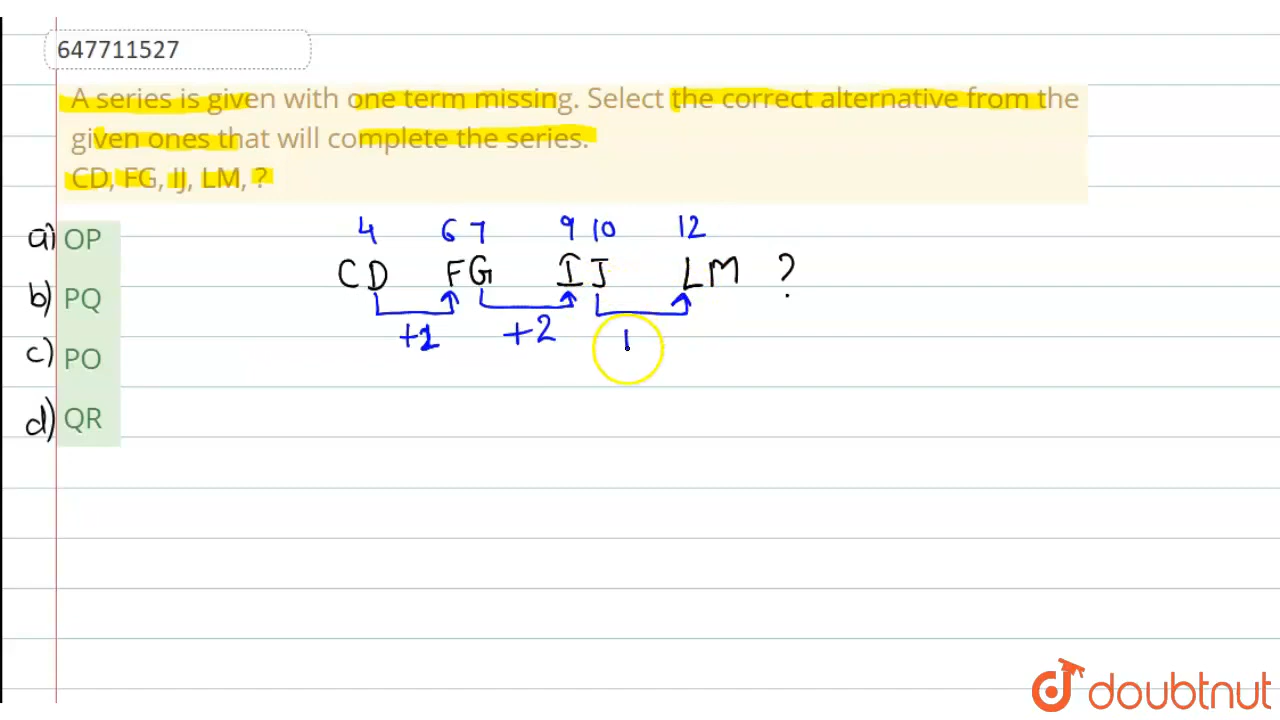 647711527
A series is given with one term missing. Select the correct alternative from the
given ones that will complete the series.
CD, FG, IJ, LM, ?
a) OP
b) PQ
c) PO
d) QR
4 6 7 9 10 12
CD FG IJ LM ?
+2 +2 1
doubtnut